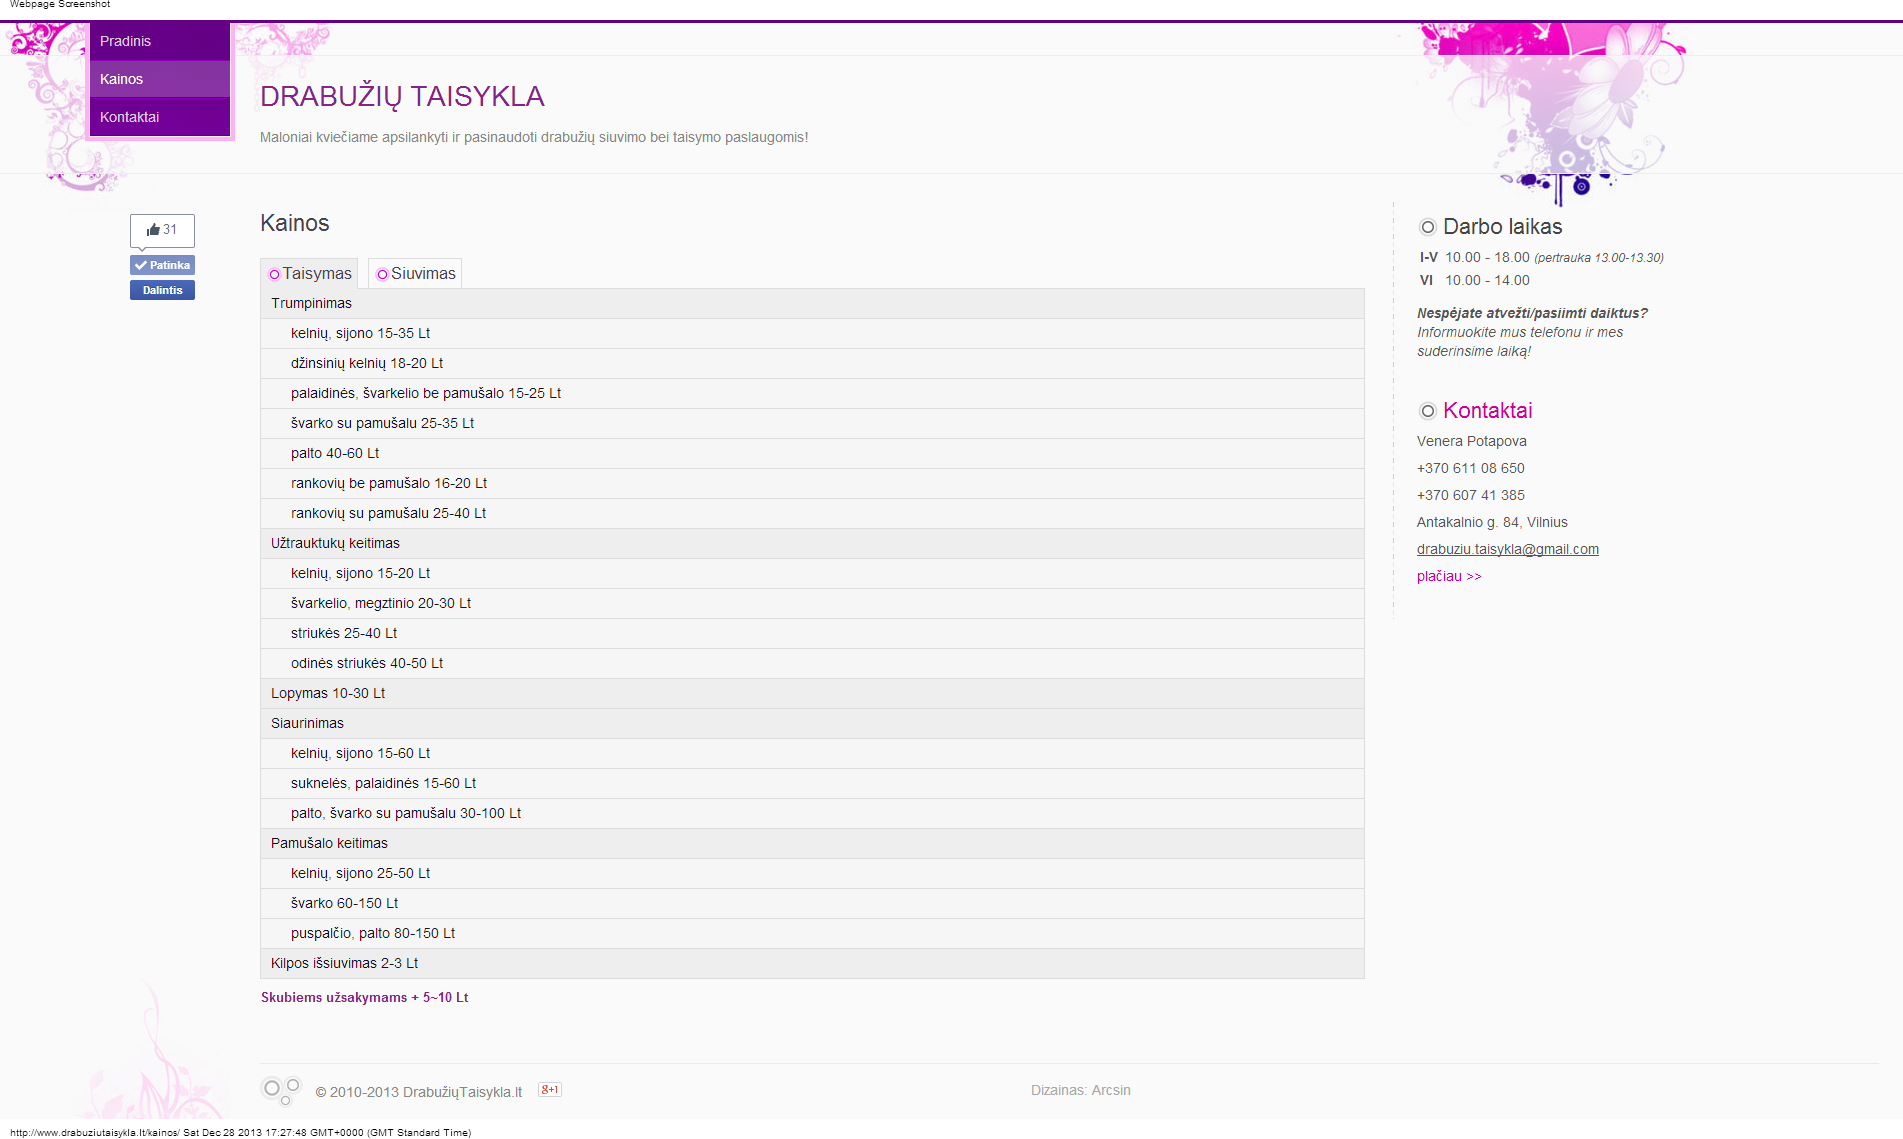 Webpage Screenshot
Pradinis
Kainos
Kontaktai
DRABUŽIŲ TAISYKLA
Maloniai kviečiame apsilankyti ir pasinaudoti drabužių siuvimo bei taisymo paslaugomis!
31
Patinka
Dalintis
Kainos
Taisymas
Siuvimas
Trumpinimas
kelnių, sijono 15-35 Lt
džinsinių kelnių 18-20 Lt
palaidinės, švarkelio be pamušalo 15-25 Lt
švarko su pamušalu 25-35 Lt
palto 40-60 Lt
rankovių be pamušalo 16-20 Lt
rankovių su pamušalu 25-40 Lt
Užtrauktukų keitimas
kelnių, sijono 15-20 Lt
švarkelio, megztinio 20-30 Lt
striukės 25-40 Lt
odinės striukės 40-50 Lt
Lopymas 10-30 Lt
Siaurinimas
kelnių, sijono 15-60 Lt
suknelės, palaidinės 15-60 Lt
palto, švarko su pamušalu 30-100 Lt
Pamušalo keitimas
kelnių, sijono 25-50 Lt
švarko 60-150 Lt
puspalčio, palto 80-150 Lt
Kilpos išsiuvimas 2-3 Lt
Skubiems užsakymams + 5~10 Lt
Darbo laikas
I-V 10.00 - 18.00 (pertrauka 13.00-13.30)
VI 10.00 - 14.00
Nespėjate atvežti/pasiimti daiktus?
Informuokite mus telefonu ir mes
suderinsime laiką!
Kontaktai
Venera Potapova
+370 611 08 650
+370 607 41 385
Antakalnio g. 84, Vilnius
drabuziu.taisykla@gmail.com
plačiau >>
© 2010-2013 DrabužiųTaisykla.lt
g+1
Dizainas: Arcsin
http://www.drabuziutaisykla.lt/kainos/ Sat Dec 28 2013 17:27:48 GMT+0000 (GMT Standard Time)